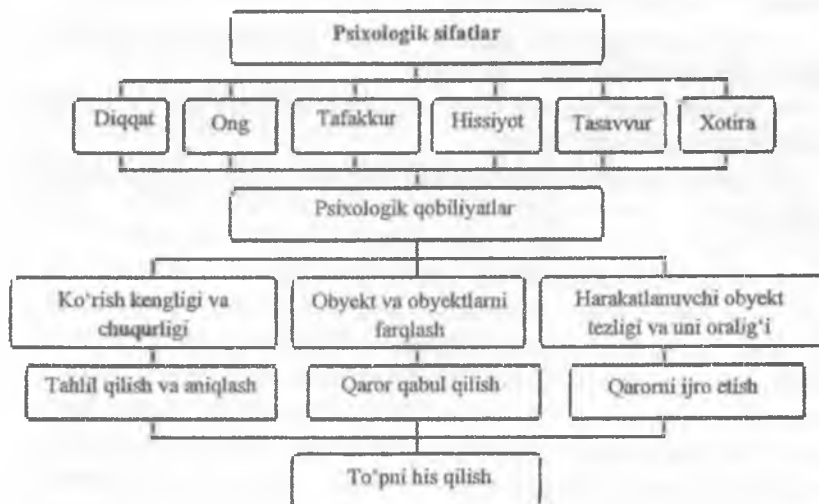 Psixologik sifatlar
Diqqat
Ong
Tafakkur
Hissiyot
Tasavvur
Xotira
Psixologik qobiliyatlar
Ko‘rish kengligi va
chuqurligi
Obyekt va obyektlarni
farqlash
Harakatlanuvchi obyekt
tezligi va uni oralig‘i
Tahlil qilish va aniqlash
Qaror qabul qilish
Qarorni ijro etish
To‘pni his qilish